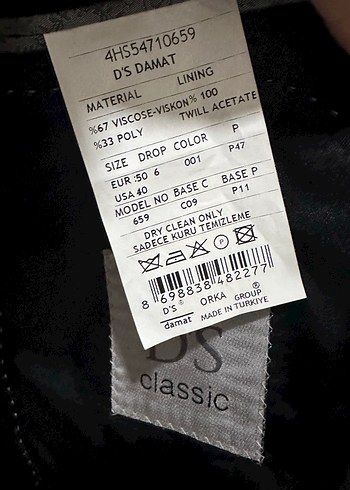 4HS54710659
D'S DAMAT
MATERIAL LINING
%67 VISCOSE-VISKON % 100
%33 POLY TWILL ACETATE
SIZE DROP COLOR P
EUR :50 6 001 P47
USA 40
MODEL NO BASE C BASE P
659 C09 P11
DRY CLEAN ONLY
SADECE KURU TEMIZLEME
P
8 698838 482277
D'S ® ORKA GROUP ®
damat MADE IN TURKIYE
D'S
classic